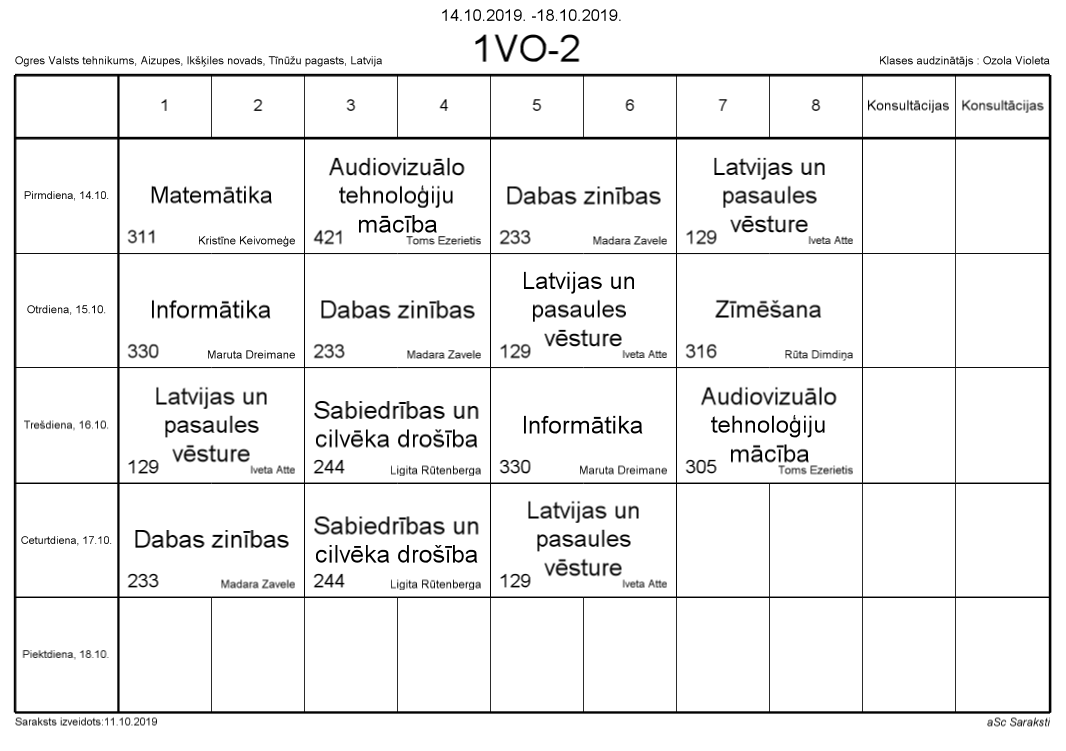 14.10.2019. -18.10.2019.
1VO-2
Ogres Valsts tehnikums, Aizupes, Ikšķiles novads, Tīnūžu pagasts, Latvija
Klases audzinātājs : Ozola Violeta
1 2 3 4 5 6 7 8 Konsultācijas Konsultācijas
Pirmdiena, 14.10.
Matemātika
311 Kristīne Keivomeģe
Audiovizuālo
tehnoloģiju
mācība
421 Toms Ezerietis
Dabas zinības
233 Madara Zavele
Latvijas un
pasaules
vēsture
129 Iveta Atte
Otrdiena, 15.10.
Informātika
330 Maruta Dreimane
Dabas zinības
233 Madara Zavele
Latvijas un
pasaules
vēsture
129 Iveta Atte
Zīmēšana
316 Rūta Dimdiņa
Trešdiena, 16.10.
Latvijas un
pasaules
vēsture
129 Iveta Atte
Sabiedrības un
cilvēka drošība
244 Ligita Rūtenberga
Informātika
330 Maruta Dreimane
Audiovizuālo
tehnoloģiju
mācība
305 Toms Ezerietis
Ceturtdiena, 17.10.
Dabas zinības
233 Madara Zavele
Sabiedrības un
cilvēka drošība
244 Ligita Rūtenberga
Latvijas un
pasaules
vēsture
129 Iveta Atte
Piektdiena, 18.10.
Saraksts izveidots:11.10.2019
aSc Saraksti